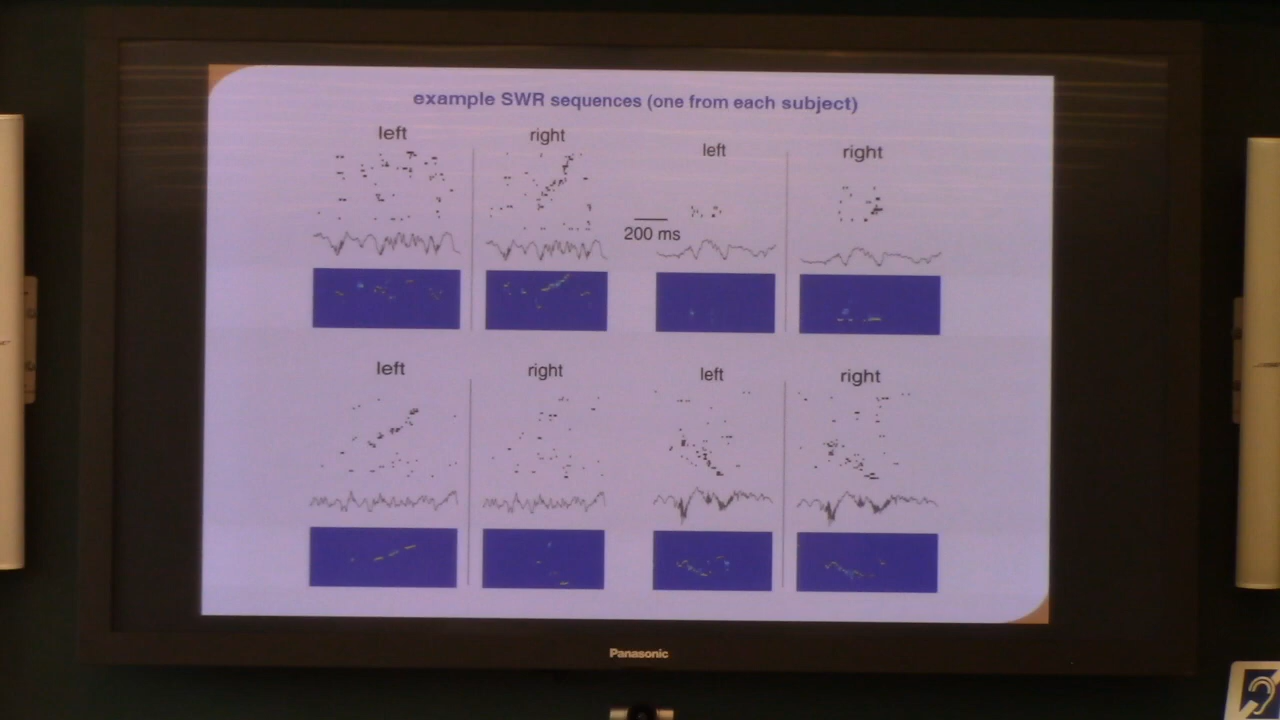 example SWR sequences (one from each subject)
left
right
left
right
200 ms
left
right
left
right
Panasonic